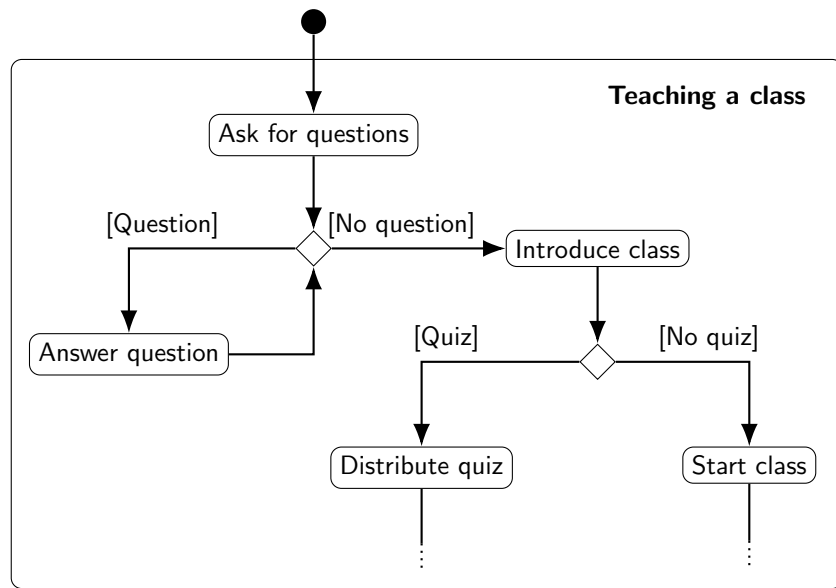 Teaching a class
Ask for questions
[Question]
[No question]
Introduce class
Answer question
[Quiz]
[No quiz]
Distribute quiz
Start class